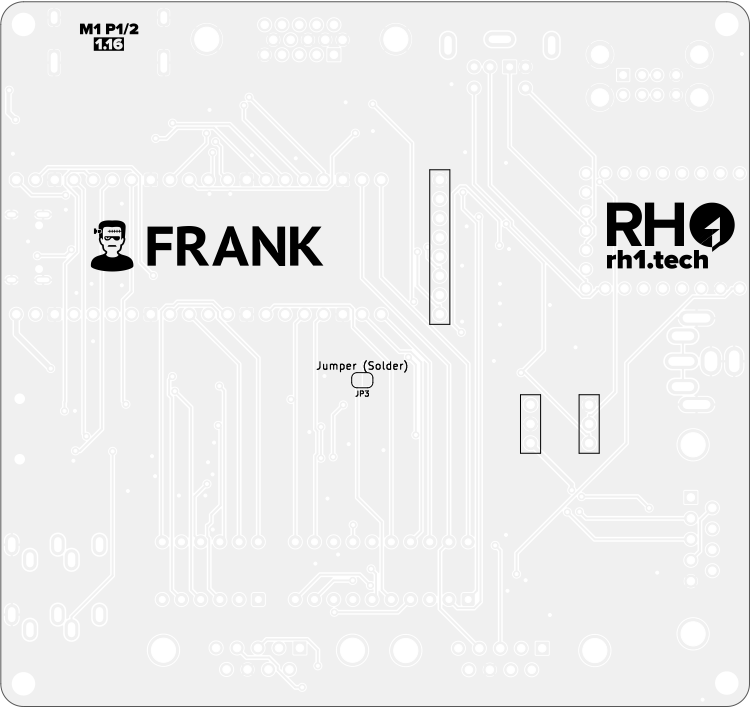 M1 P1/2
1.16
FRANK
RH
rh1.tech
Jumper (Solder)
JP3